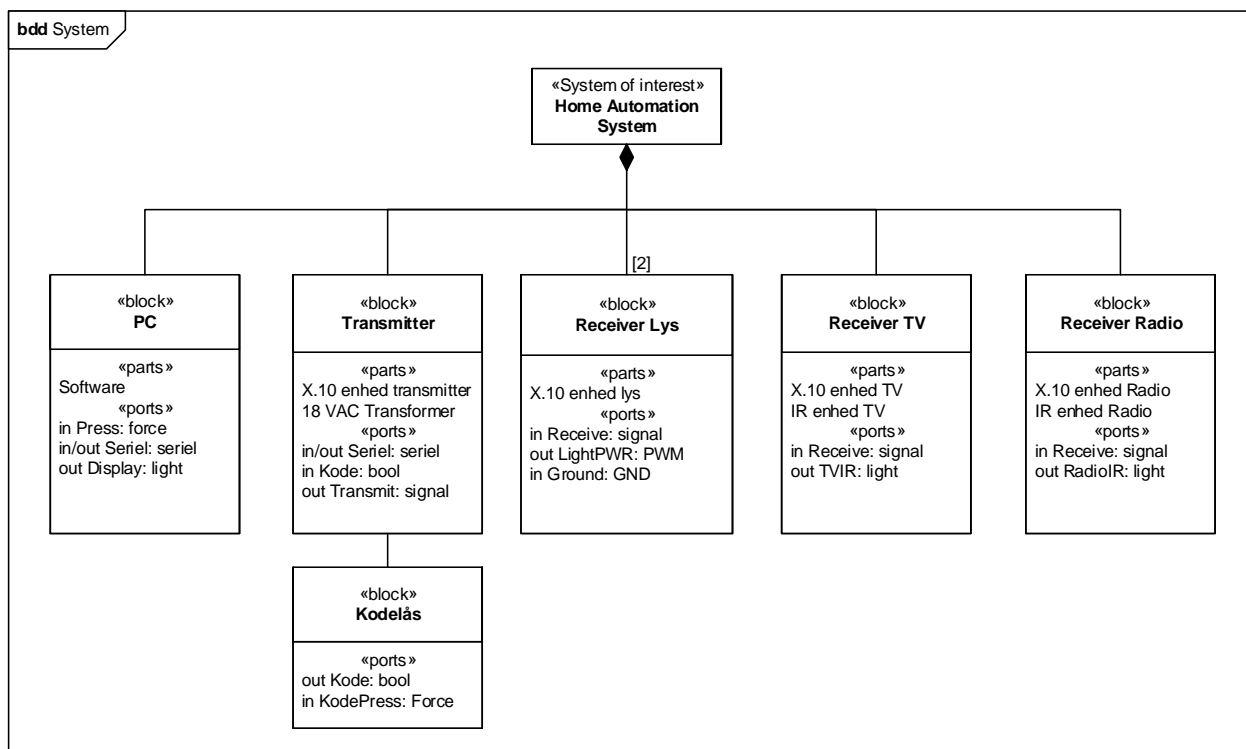 bdd System
«System of interest»
Home Automation
System
[2]
«block»
PC
«parts»
Software
«ports»
in Press: force
in/out Seriel: seriel
out Display: light
«block»
Transmitter
«parts»
X.10 enhed transmitter
18 VAC Transformer
«ports»
in/out Seriel: seriel
in Kode: bool
out Transmit: signal
«block»
Receiver Lys
«parts»
X.10 enhed lys
«ports»
in Receive: signal
out LightPWR: PWM
in Ground: GND
«block»
Receiver TV
«parts»
X.10 enhed TV
IR enhed TV
«ports»
in Receive: signal
out TVIR: light
«block»
Receiver Radio
«parts»
X.10 enhed Radio
IR enhed Radio
«ports»
in Receive: signal
out RadioIR: light
«block»
Kodelås
«ports»
out Kode: bool
in KodePress: Force